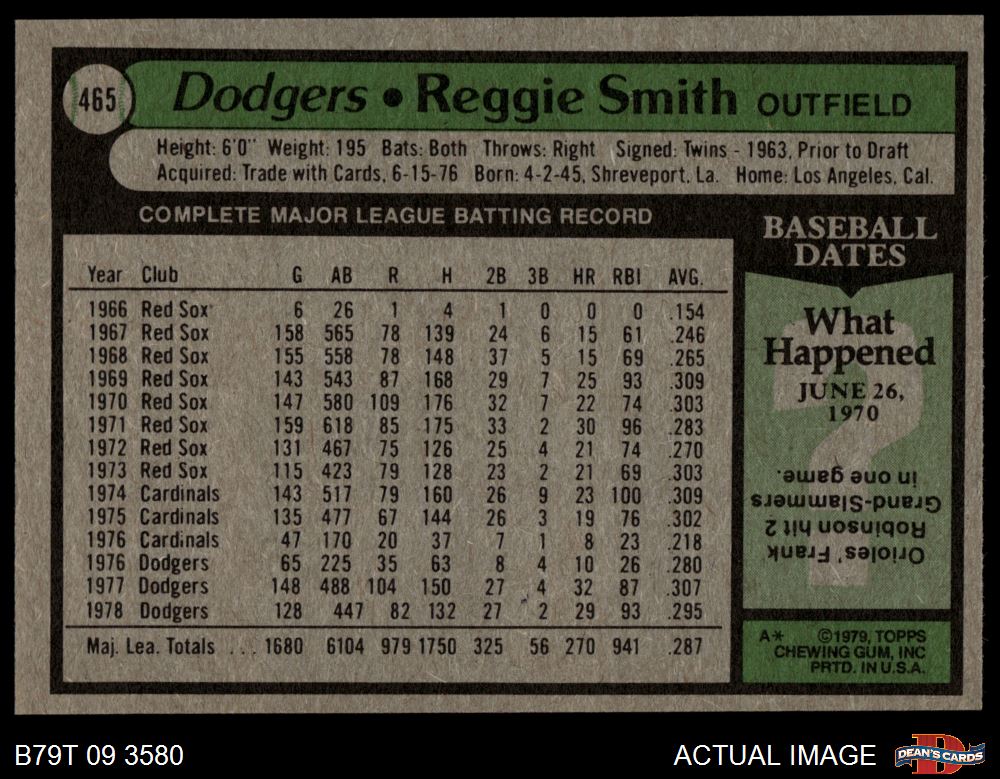 465
Dodgers • Reggie Smith OUTFIELD
Height: 6'0" Weight: 195 Bats: Both Throws: Right Signed: Twins - 1963, Prior to Draft
Acquired: Trade with Cards, 6-15-76 Born: 4-2-45, Shreveport, La. Home: Los Angeles, Cal.
COMPLETE MAJOR LEAGUE BATTING RECORD
Year Club G AB R H 2B 3B HR RBI AVG.
1966 Red Sox 6 26 1 4 1 0 0 0 .154
1967 Red Sox 158 565 78 139 24 6 15 61 .246
1968 Red Sox 155 558 78 148 37 5 15 69 .265
1969 Red Sox 143 543 87 168 29 7 25 93 .309
1970 Red Sox 147 580 109 176 32 7 22 74 .303
1971 Red Sox 159 618 85 175 33 2 30 96 .283
1972 Red Sox 131 467 75 126 25 4 21 74 .270
1973 Red Sox 115 423 79 128 23 2 21 69 .303
1974 Cardinals 143 517 79 160 26 9 23 100 .309
1975 Cardinals 135 477 67 144 26 3 19 76 .302
1976 Cardinals 47 170 20 37 7 1 8 23 .218
1976 Dodgers 65 225 35 63 8 4 10 26 .280
1977 Dodgers 148 488 104 150 27 4 32 87 .307
1978 Dodgers 128 447 82 132 27 2 29 93 .295
Maj. Lea. Totals ... 1680 6104 979 1750 325 56 270 941 .287
BASEBALL
DATES
What
Happened
JUNE 26,
1970
?
Orioles' Frank
Robinson hit 2
Grand-Slammers
in one game.
A* ©1979, TOPPS
CHEWING GUM, INC
PRTD. IN U.S.A.
B79T 09 3580
ACTUAL IMAGE
D
DEAN'S CARDS